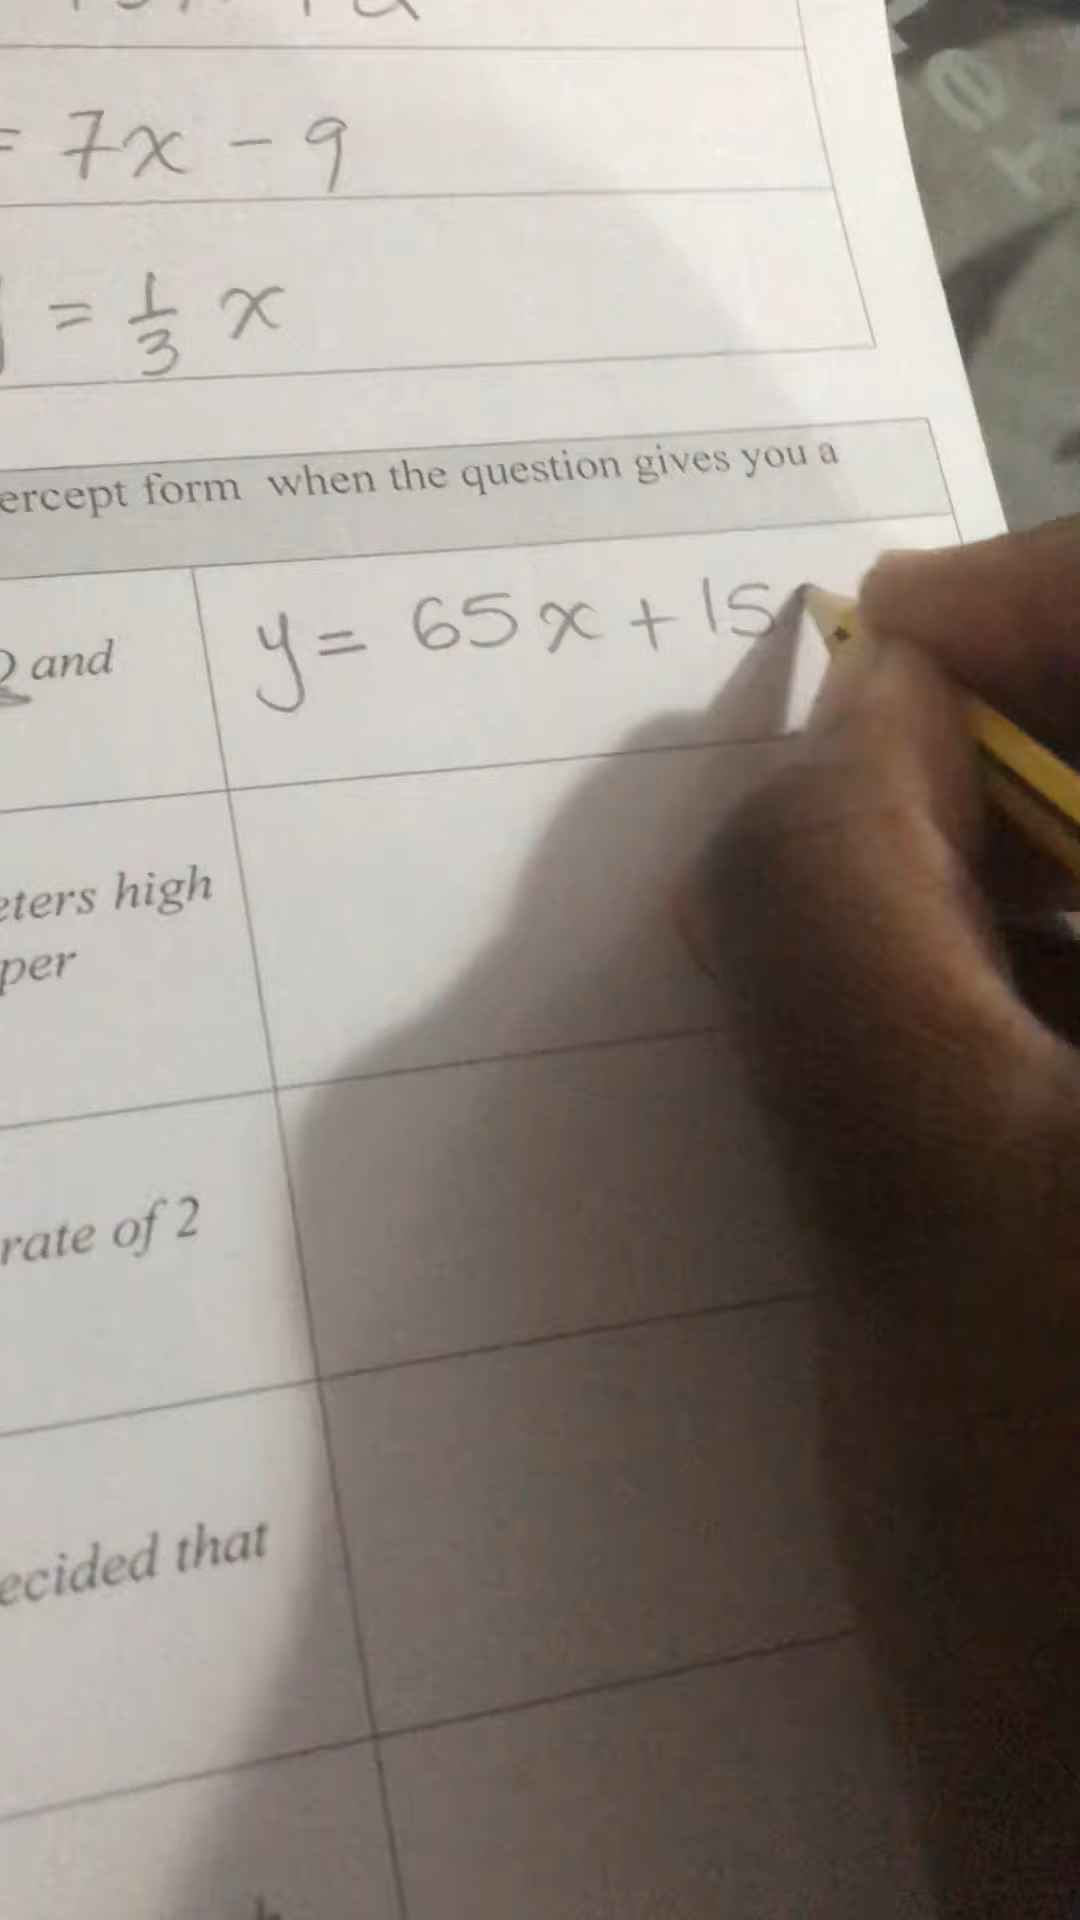 = 7x - 9
= 1/3 x
ercept form when the question gives you a
and
y = 65x + 15
eters high
per
rate of 2
ecided that